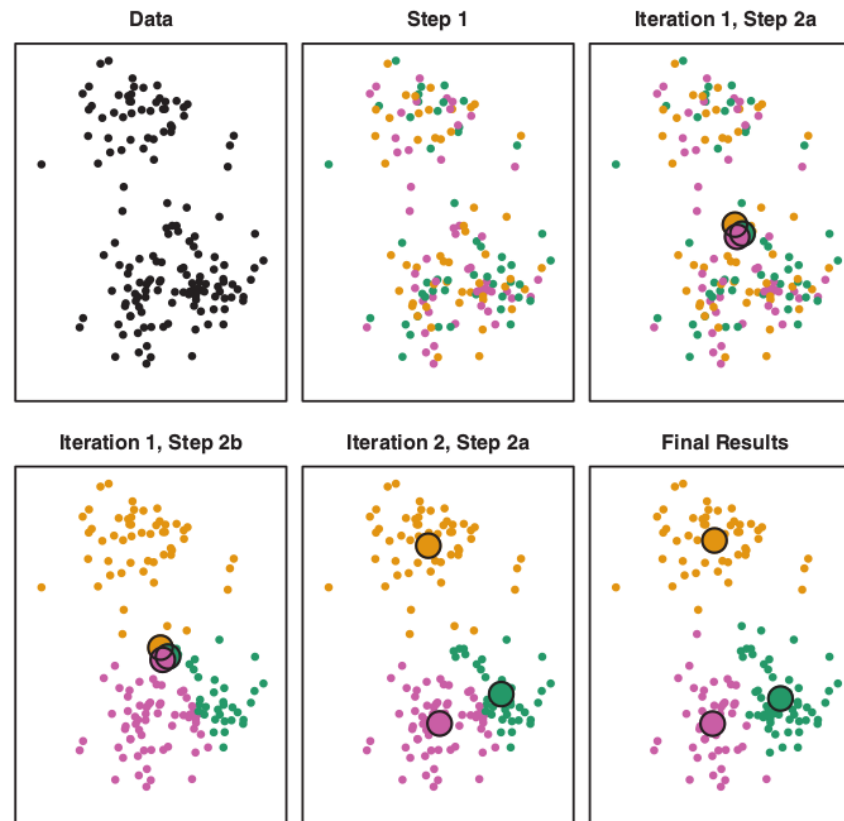 Data
Step 1
Iteration 1, Step 2a
Iteration 1, Step 2b
Iteration 2, Step 2a
Final Results